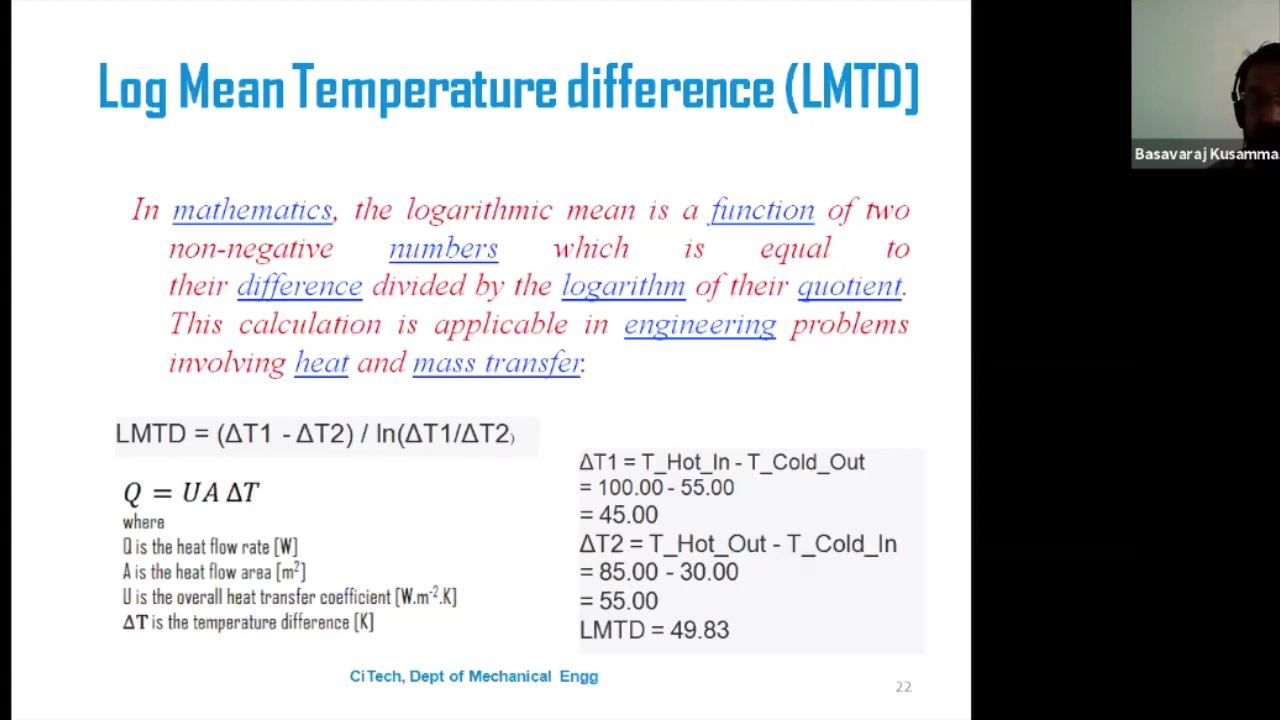 Log Mean Temperature difference (LMTD]
Basavaraj Kusamma
In mathematics, the logarithmic mean is a function of two
non-negative numbers which is equal to
their difference divided by the logarithm of their quotient.
This calculation is applicable in engineering problems
involving heat and mass transfer.
LMTD = (ΔT1 - ΔT2) / ln(ΔT1/ΔT2)
Q = UA ΔT
where
Q is the heat flow rate [W]
A is the heat flow area [m²]
U is the overall heat transfer coefficient [W.m⁻².K]
ΔT is the temperature difference [K]
ΔT1 = T_Hot_In - T_Cold_Out
= 100.00 - 55.00
= 45.00
ΔT2 = T_Hot_Out - T_Cold_In
= 85.00 - 30.00
= 55.00
LMTD = 49.83
CiTech, Dept of Mechanical Engg
22